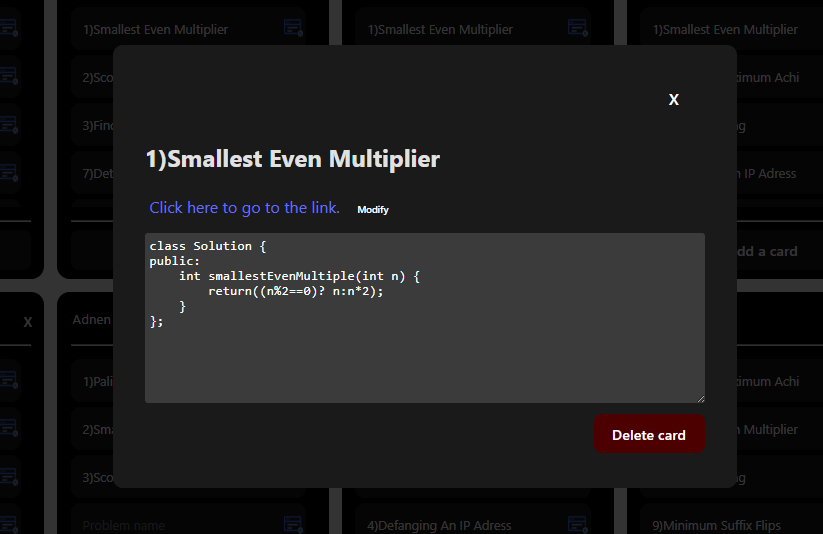 1)Smallest Even Multiplier
1)Smallest Even Multiplier
1)Smallest Even Multiplier
2)Sco
Achi
3)Find
7)Det
IP Adress
X
1)Smallest Even Multiplier
Click here to go to the link.
Modify
class Solution {
public:
    int smallestEvenMultiple(int n) {
        return((n%2==0)? n:n*2);
    }
};
Delete card
dd a card
X
Adnen
1)Pali
Achi
2)Sma
Multiplier
3)Sco
Problem name
4)Defanging An IP Adress
9)Minimum Suffix Flips